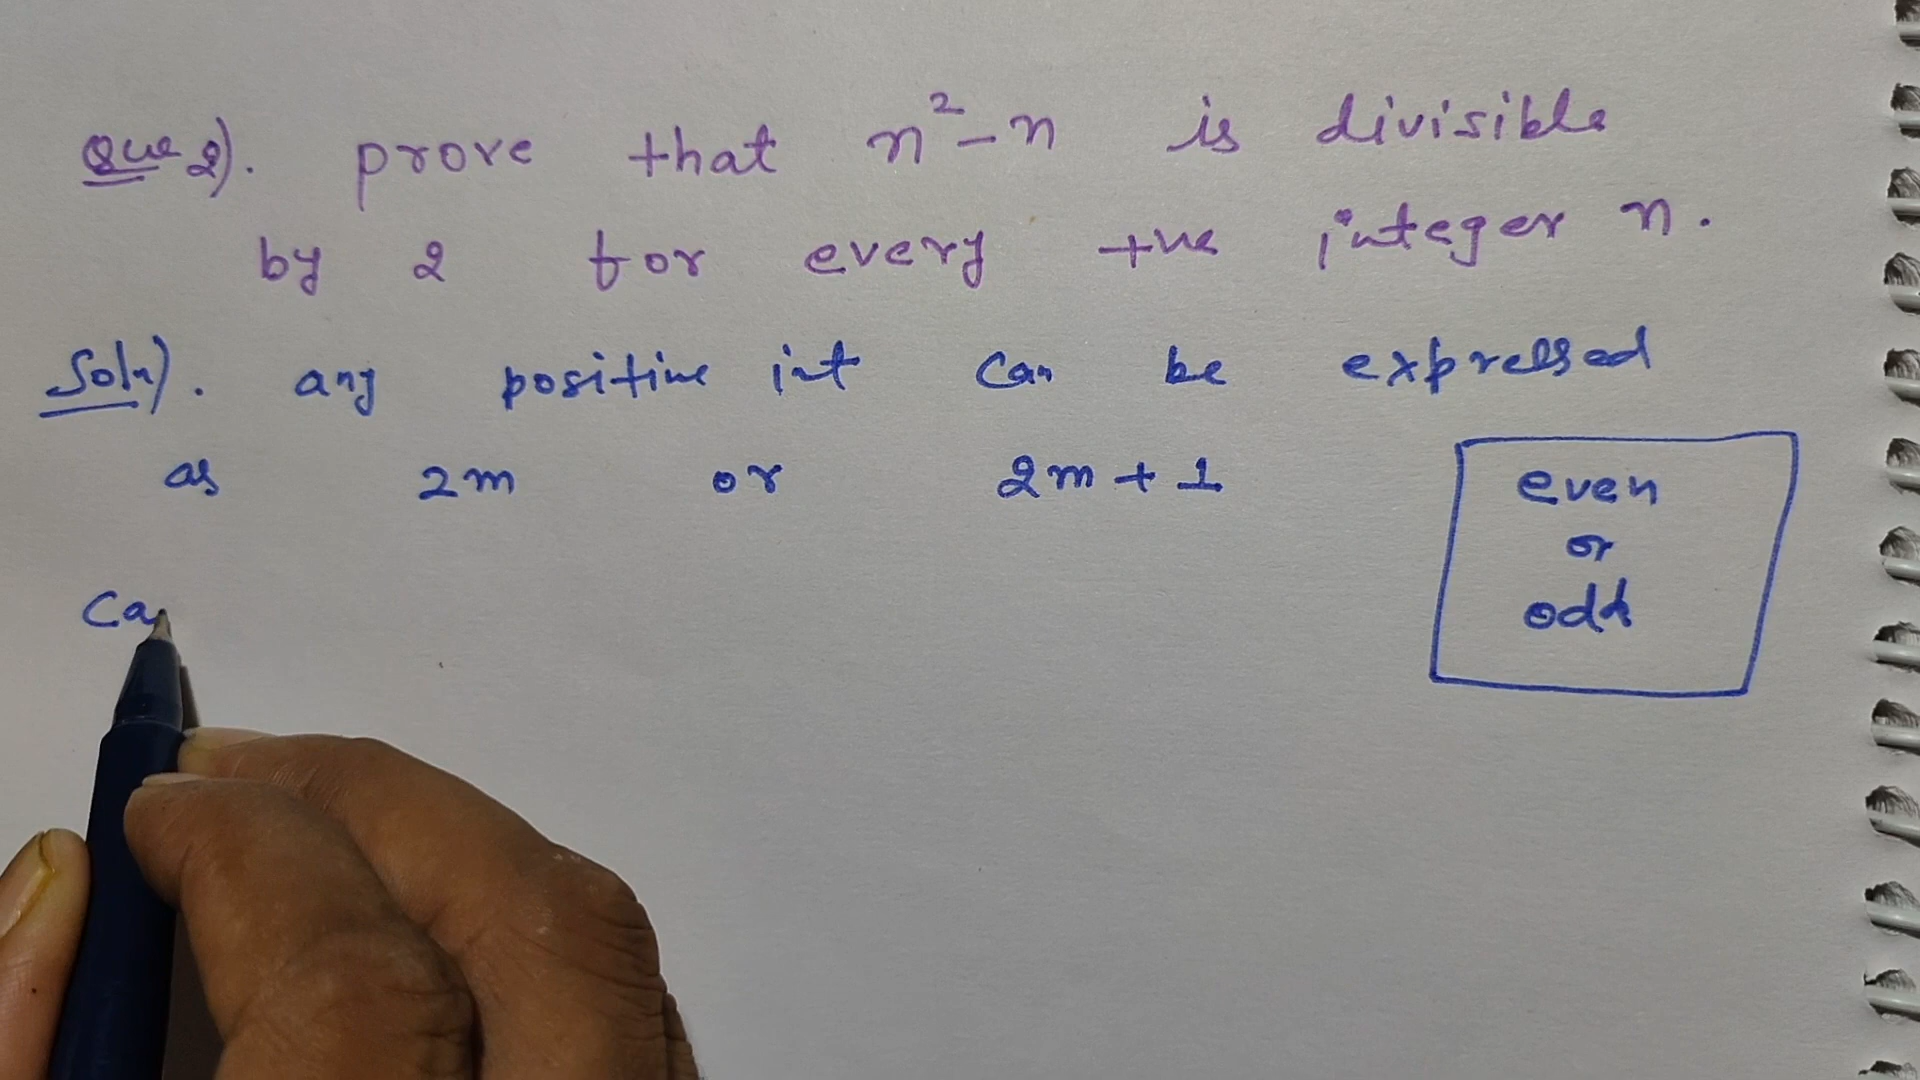 Que 2). prove that n² - n is divisible
by 2 for every +ve integer n.
Soln). any positive int can be expressed
as 2m or 2m + 1
even
or
odd
Ca